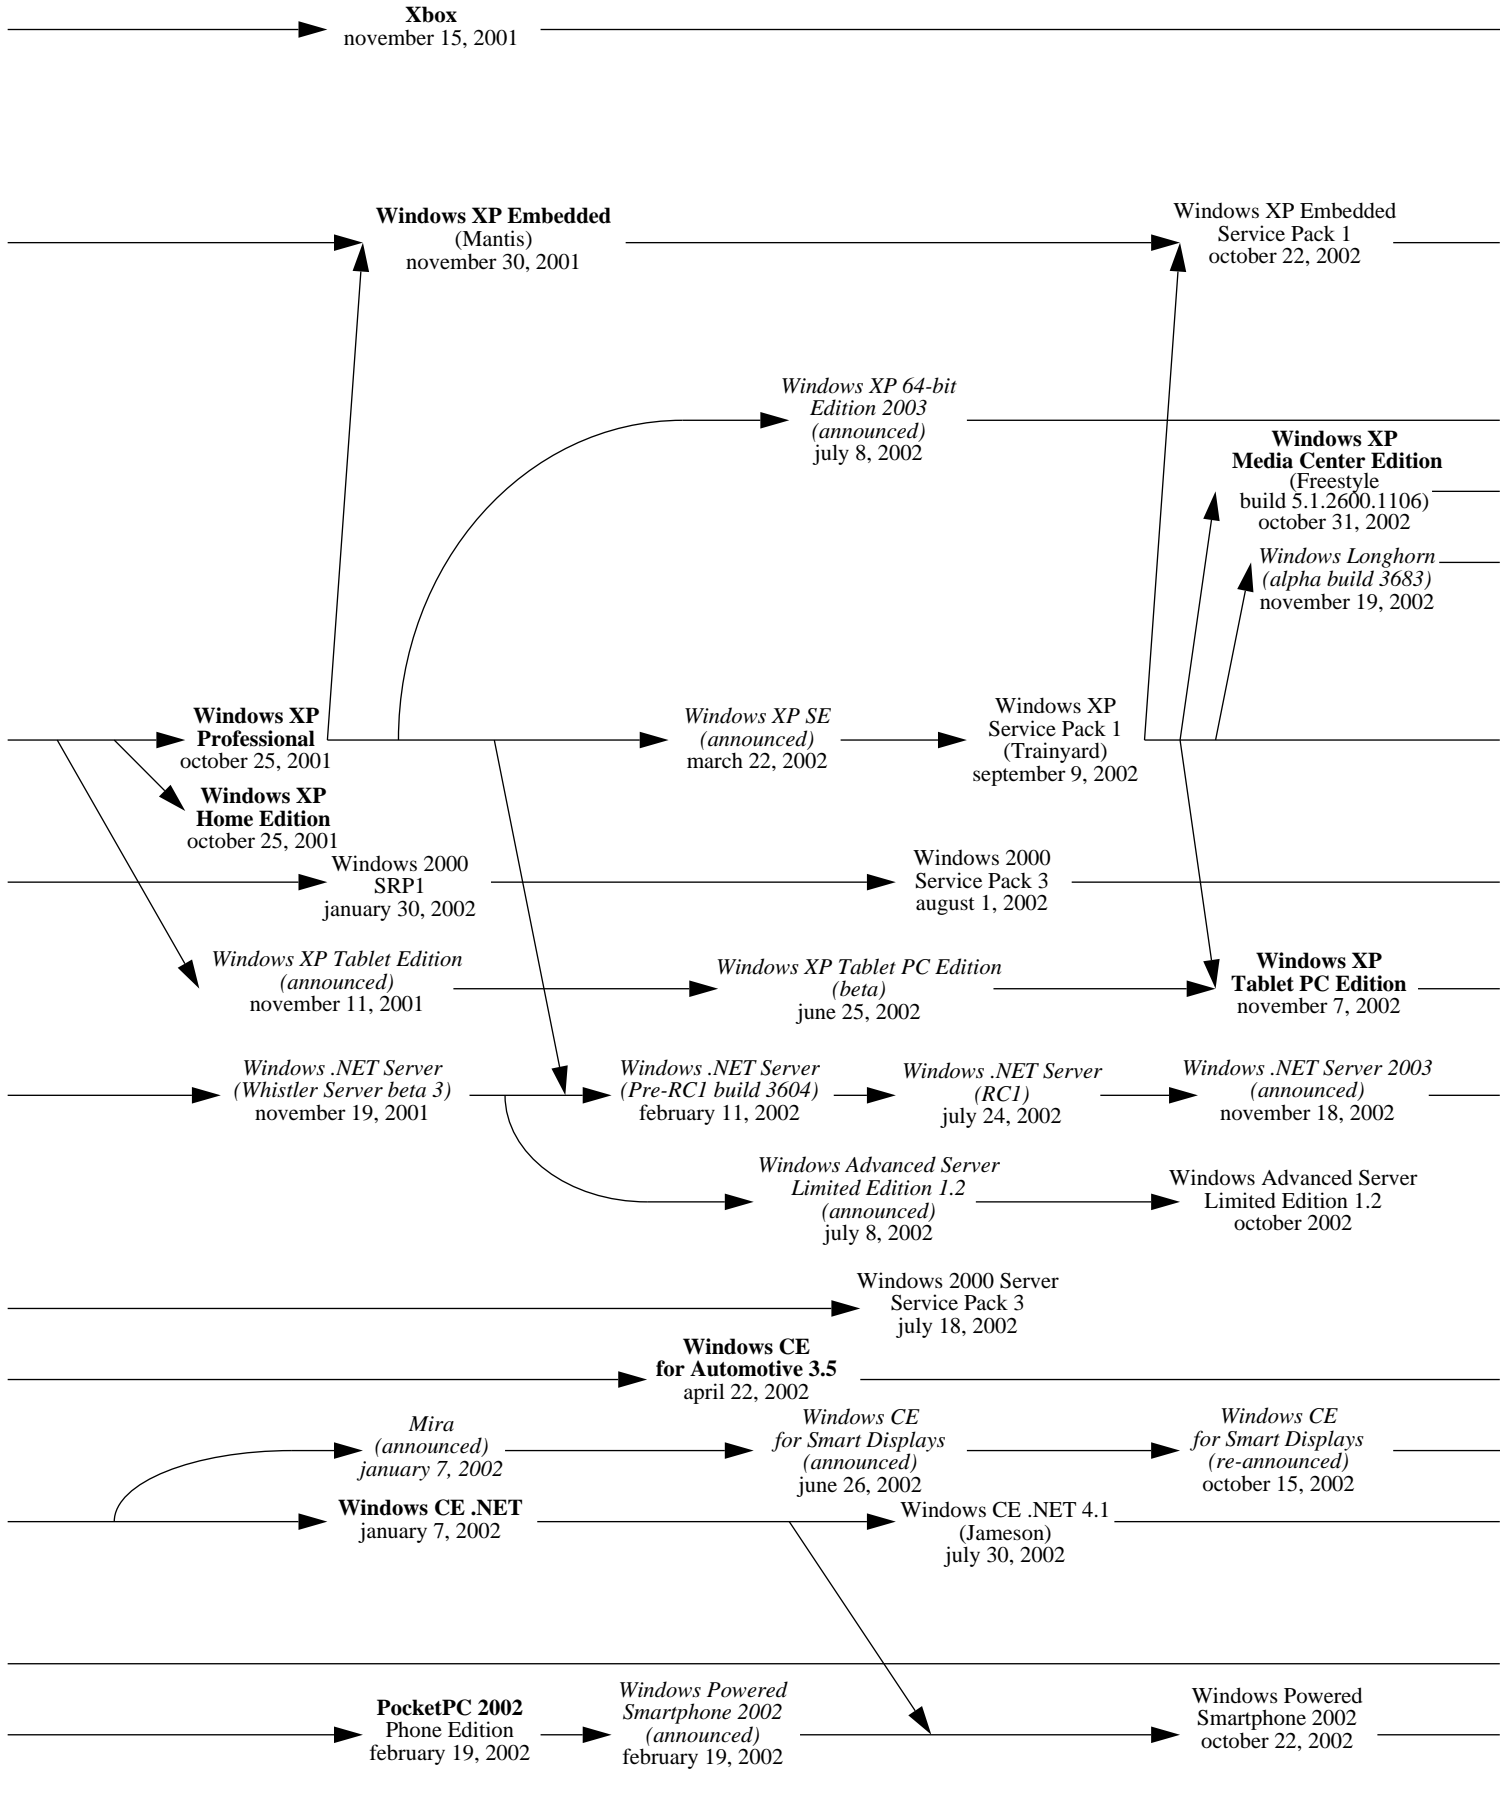 Xbox
november 15, 2001
Windows XP Embedded
(Mantis)
november 30, 2001
Windows XP Embedded
Service Pack 1
october 22, 2002
Windows XP 64-bit
Edition 2003
(announced)
july 8, 2002
Windows XP
Media Center Edition
(Freestyle
build 5.1.2600.1106)
october 31, 2002
Windows Longhorn
(alpha build 3683)
november 19, 2002
Windows XP
Professional
october 25, 2001
Windows XP SE
(announced)
march 22, 2002
Windows XP
Service Pack 1
(Trainyard)
september 9, 2002
Windows XP
Home Edition
october 25, 2001
Windows 2000
SRP1
january 30, 2002
Windows 2000
Service Pack 3
august 1, 2002
Windows XP Tablet Edition
(announced)
november 11, 2001
Windows XP Tablet PC Edition
(beta)
june 25, 2002
Windows XP
Tablet PC Edition
november 7, 2002
Windows .NET Server
(Whistler Server beta 3)
november 19, 2001
Windows .NET Server
(Pre-RC1 build 3604)
february 11, 2002
Windows .NET Server
(RC1)
july 24, 2002
Windows .NET Server 2003
(announced)
november 18, 2002
Windows Advanced Server
Limited Edition 1.2
(announced)
july 8, 2002
Windows Advanced Server
Limited Edition 1.2
october 2002
Windows 2000 Server
Service Pack 3
july 18, 2002
Windows CE
for Automotive 3.5
april 22, 2002
Mira
(announced)
january 7, 2002
Windows CE
for Smart Displays
(announced)
june 26, 2002
Windows CE
for Smart Displays
(re-announced)
october 15, 2002
Windows CE .NET
january 7, 2002
Windows CE .NET 4.1
(Jameson)
july 30, 2002
PocketPC 2002
Phone Edition
february 19, 2002
Windows Powered
Smartphone 2002
(announced)
february 19, 2002
Windows Powered
Smartphone 2002
october 22, 2002